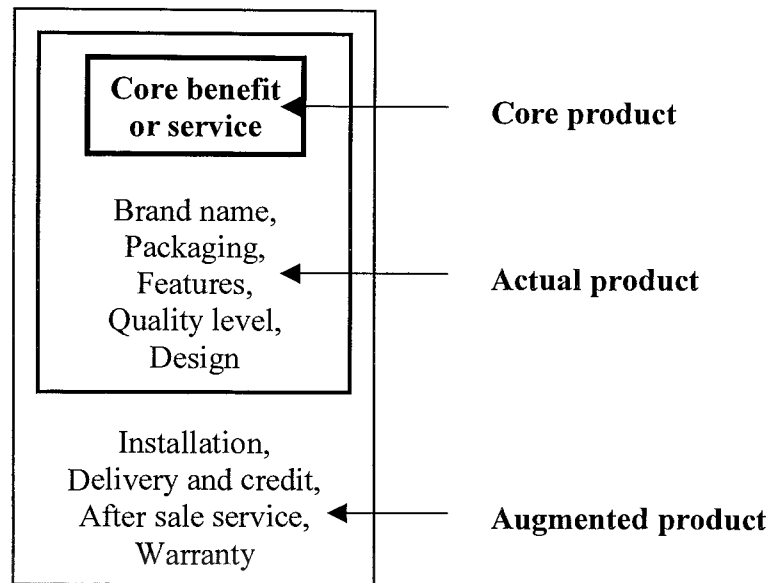 Core benefit
or service
Core product
Brand name,
Packaging,
Features,
Quality level,
Design
Actual product
Installation,
Delivery and credit,
After sale service,
Warranty
Augmented product